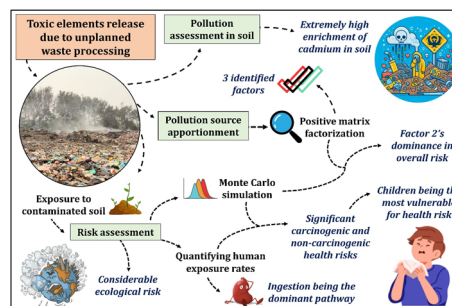 Toxic elements release
due to unplanned
waste processing
Pollution
assessment in soil
Extremely high
enrichment of
cadmium in soil
3 identified
factors
Pollution source
apportionment
Positive matrix
factorization
Factor 2's
dominance in
overall risk
Exposure to
contaminated soil
Monte Carlo
simulation
Children being the
most vulnerable
for health risk
Risk assessment
Significant
carcinogenic and
non-carcinogenic
health risks
Quantifying human
exposure rates
Considerable
ecological risk
Ingestion being the
dominant pathway